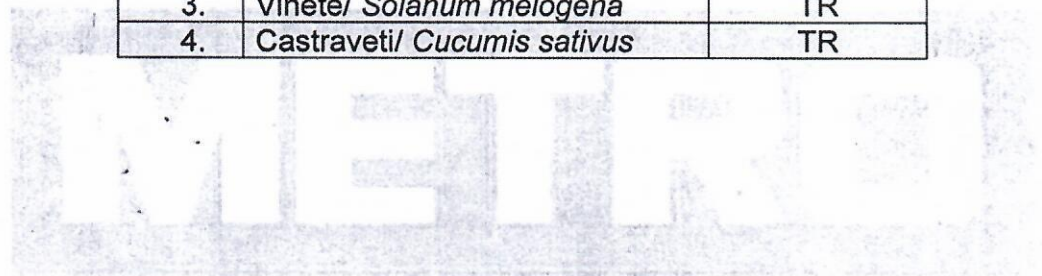 3. Vinete/ Solanum melogena TR
4. Castraveti/ Cucumis sativus TR
METRO